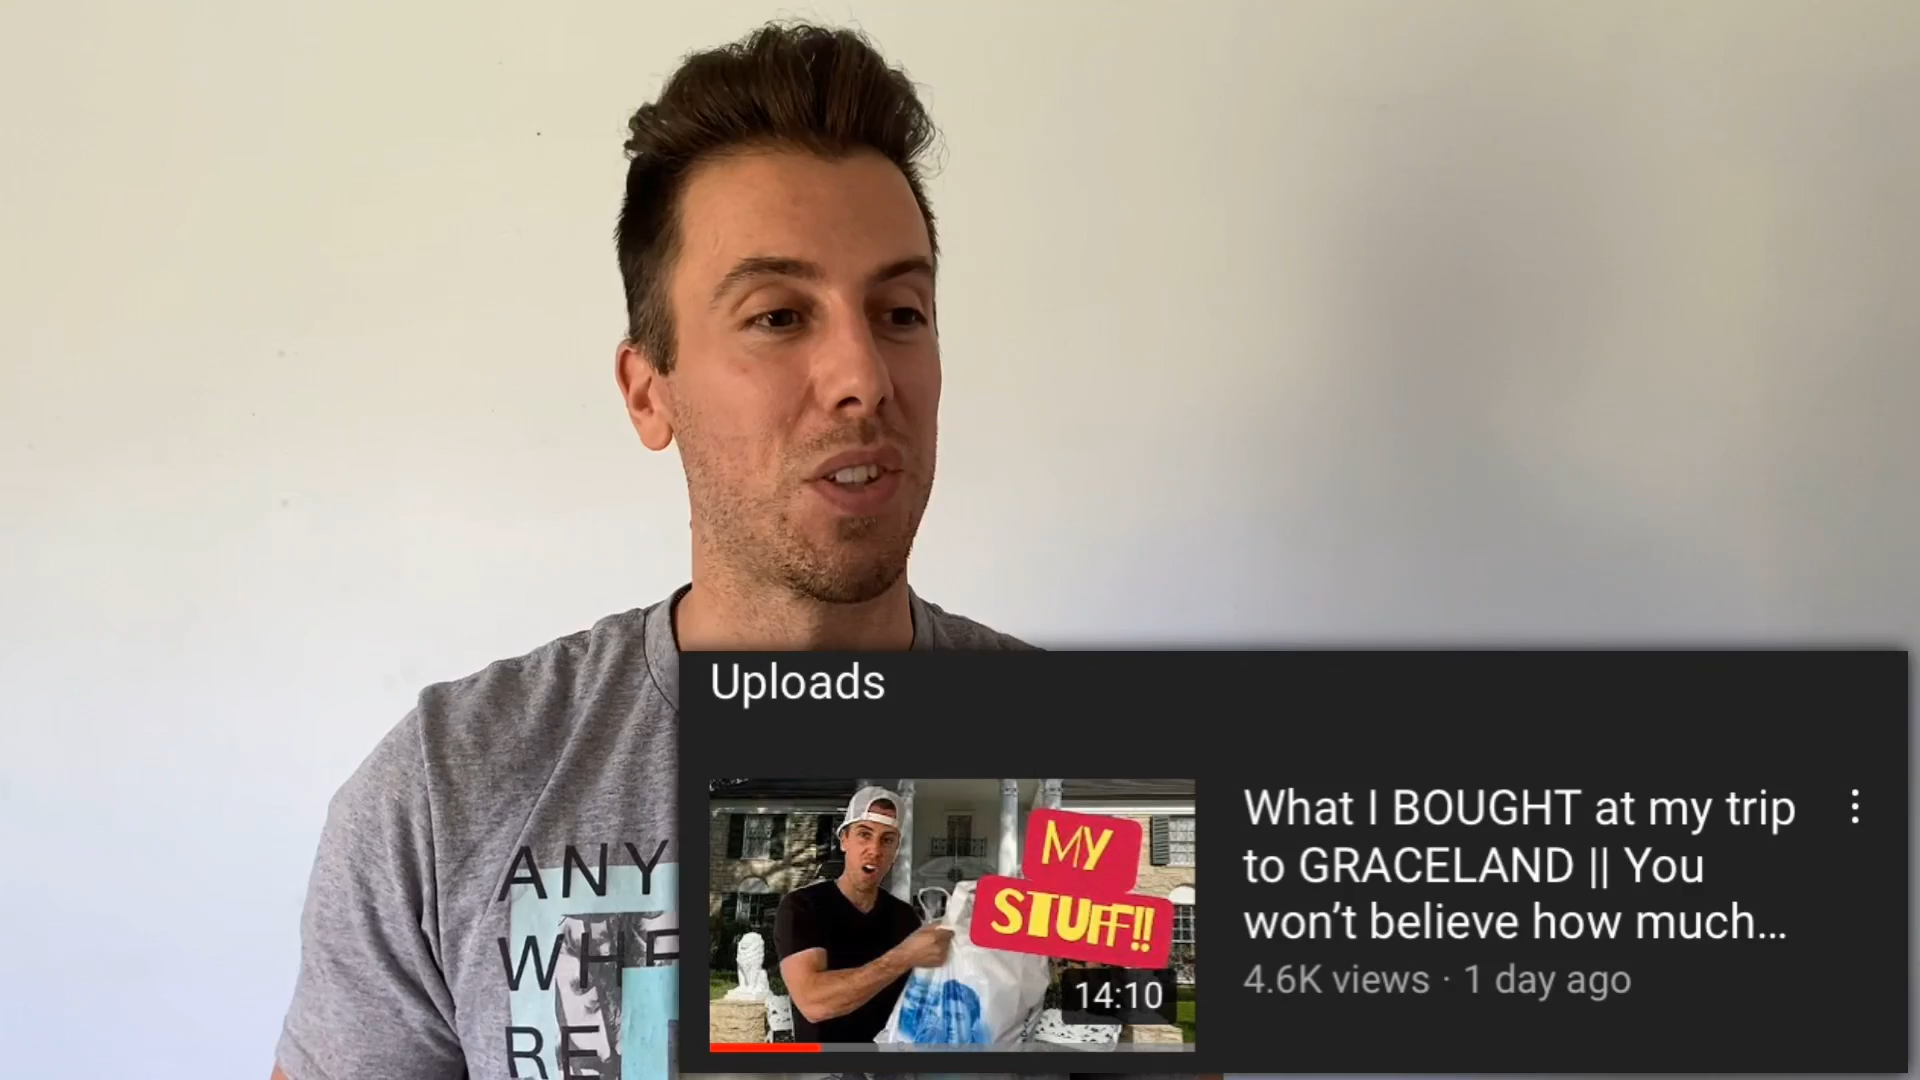 Uploads
MY
STUFF!!
14:10
What I BOUGHT at my trip
to GRACELAND || You
won’t believe how much...
4.6K views · 1 day ago
ANY
WHE
RE